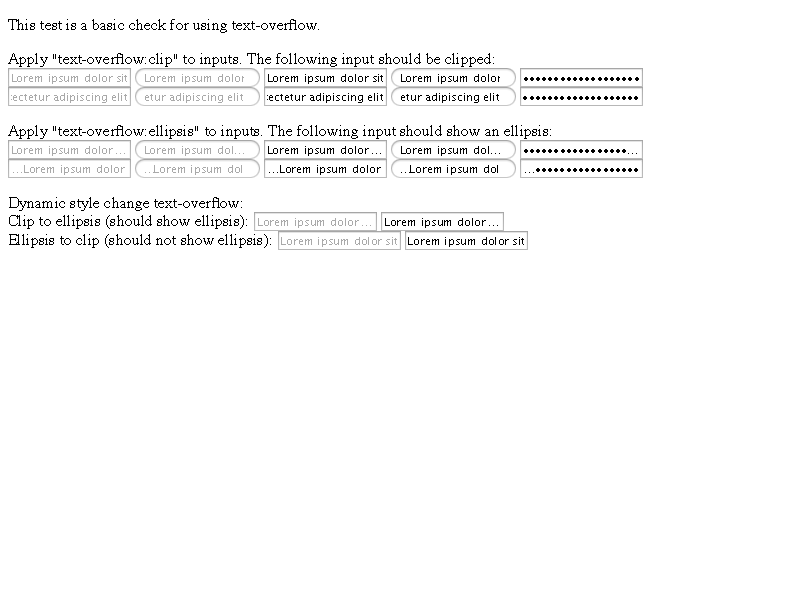 This test is a basic check for using text-overflow.
Apply "text-overflow:clip" to inputs. The following input should be clipped:
Lorem ipsum dolor sit Lorem ipsum dolor Lorem ipsum dolor sit Lorem ipsum dolor •••••••••••••••••••
ectetur adipiscing elit etur adipiscing elit ectetur adipiscing elit etur adipiscing elit •••••••••••••••••••
Apply "text-overflow:ellipsis" to inputs. The following input should show an ellipsis:
Lorem ipsum dolor... Lorem ipsum dol... Lorem ipsum dolor... Lorem ipsum dol... •••••••••••••••••...
...Lorem ipsum dolor ...Lorem ipsum dol ...Lorem ipsum dolor ...Lorem ipsum dol ...•••••••••••••••••
Dynamic style change text-overflow:
Clip to ellipsis (should show ellipsis): Lorem ipsum dolor... Lorem ipsum dolor...
Ellipsis to clip (should not show ellipsis): Lorem ipsum dolor sit Lorem ipsum dolor sit